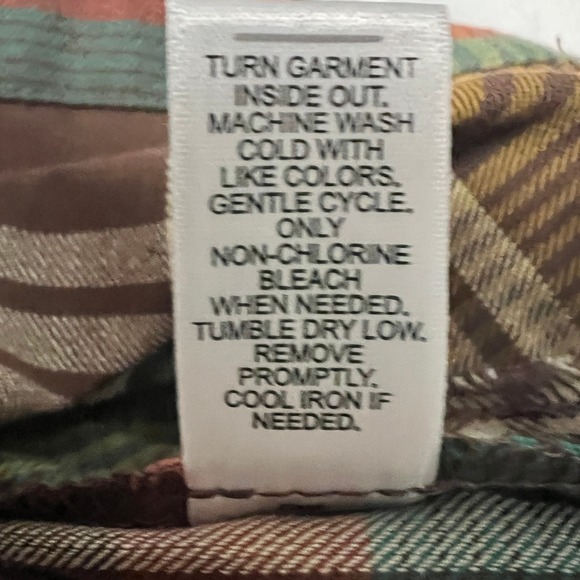 TURN GARMENT
INSIDE OUT.
MACHINE WASH
COLD WITH
LIKE COLORS.
GENTLE CYCLE.
ONLY
NON-CHLORINE
BLEACH
WHEN NEEDED.
TUMBLE DRY LOW.
REMOVE
PROMPTLY.
COOL IRON IF
NEEDED.